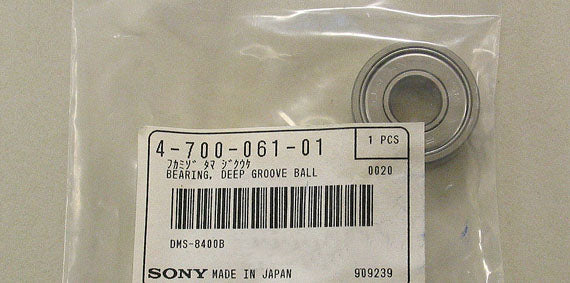 4-700-061-01
1 PCS
フカミゾ タマ ジクウケ
BEARING, DEEP GROOVE BALL 0020
DMS-8400B
SONY MADE IN JAPAN 909239